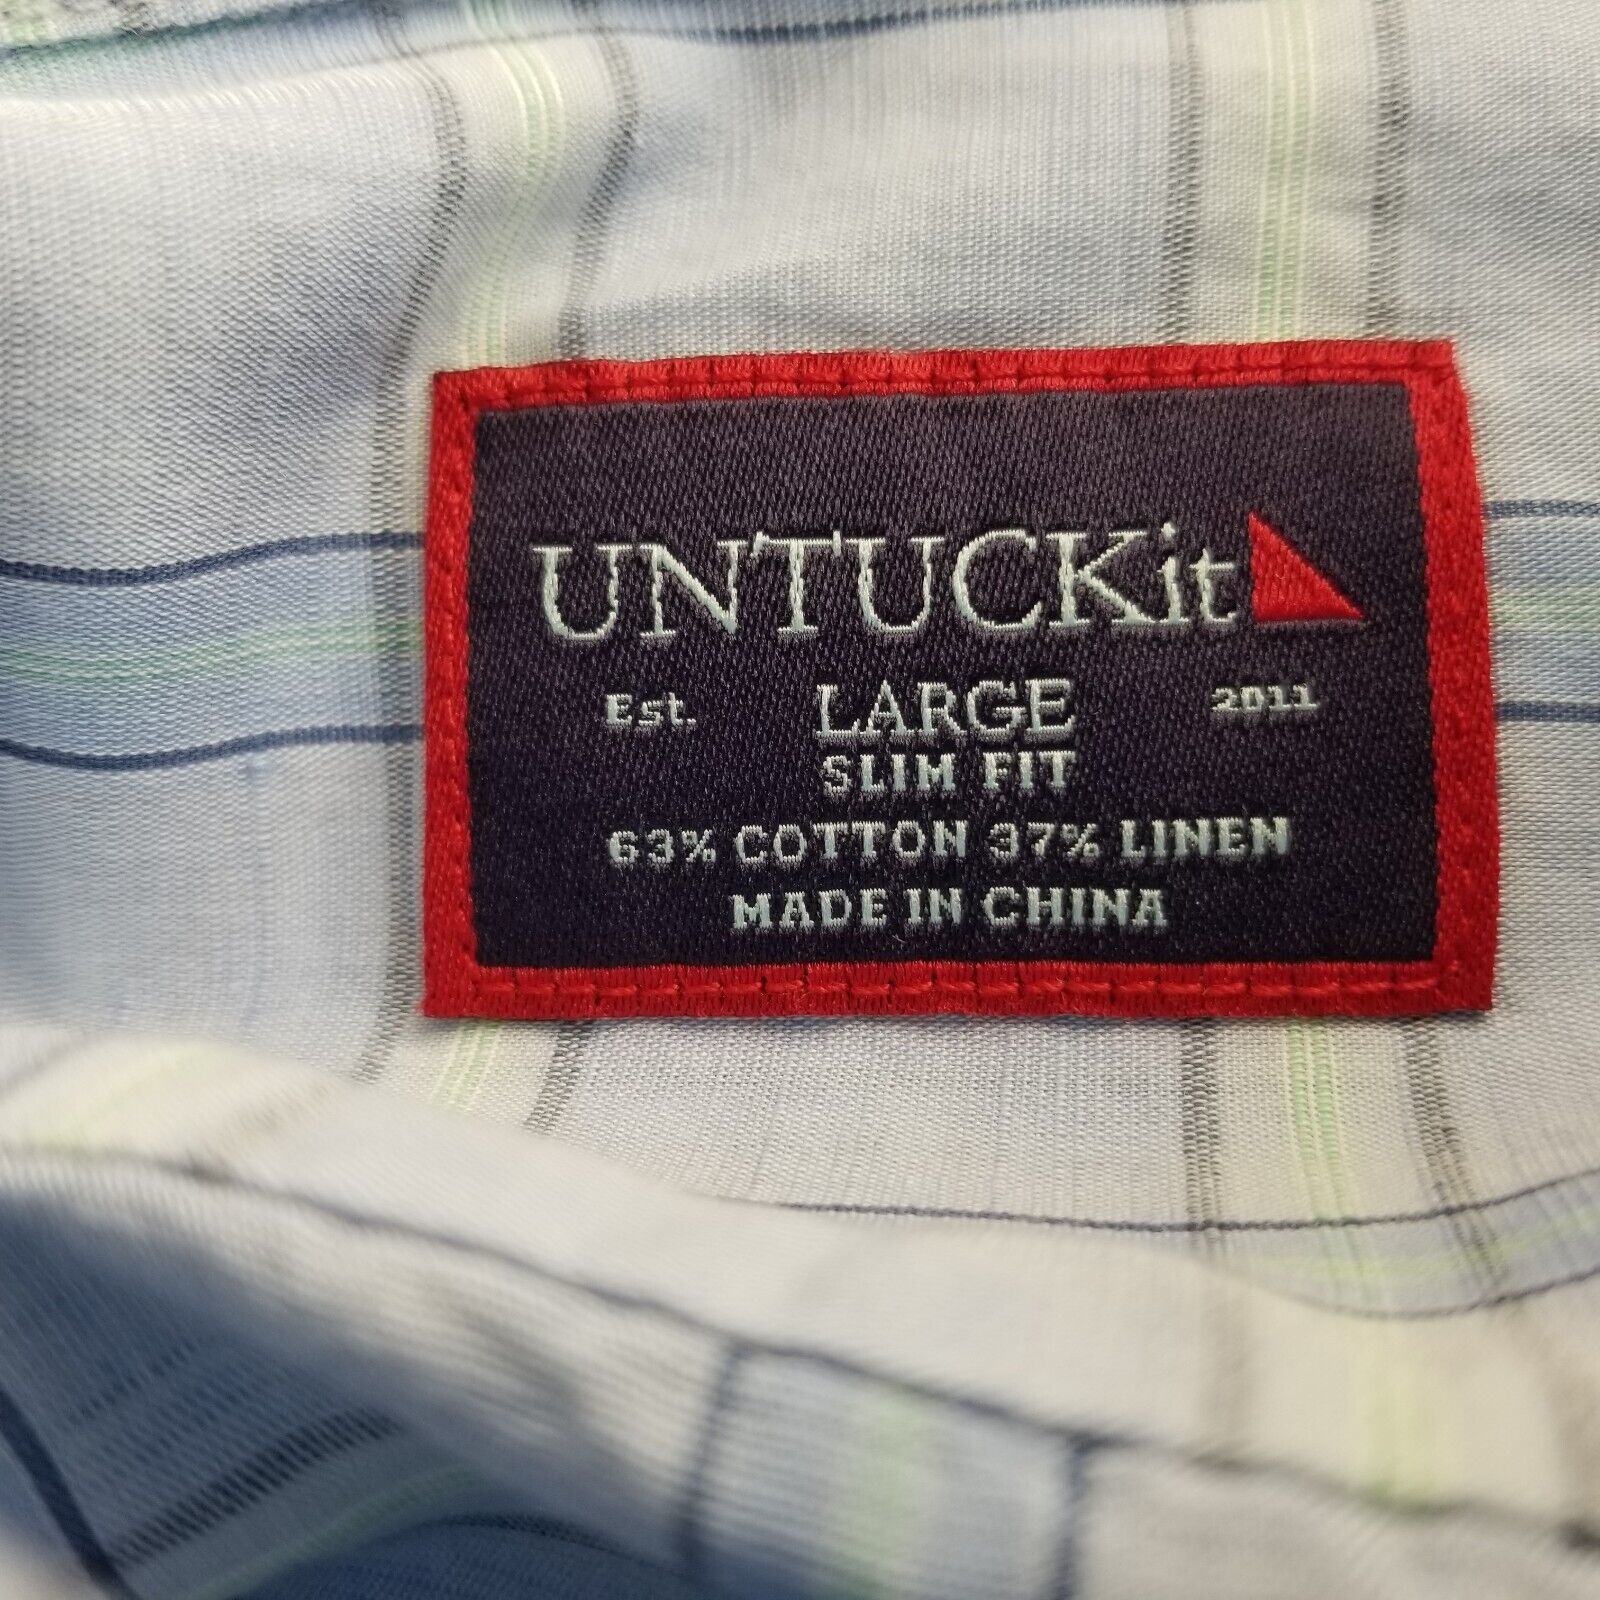 UNTUCKit
Est. LARGE 2011
SLIM FIT
63% COTTON 37% LINEN
MADE IN CHINA